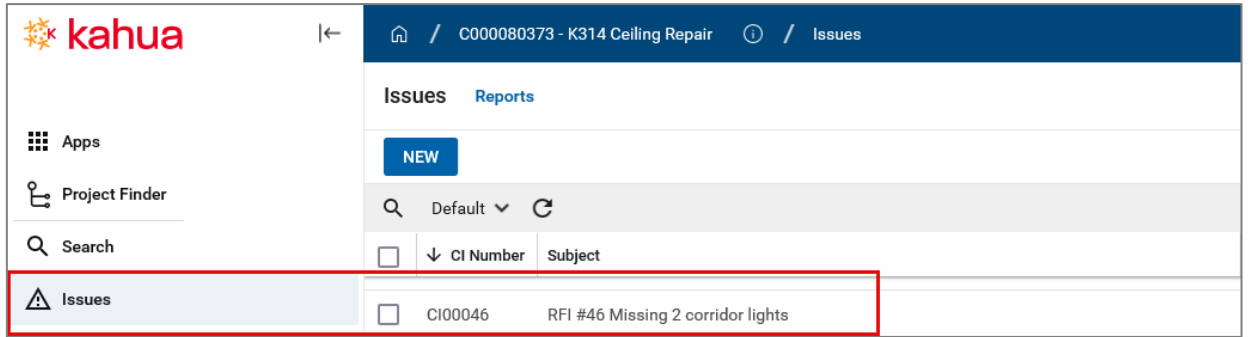 kahua
C000080373 - K314 Ceiling Repair / Issues
Issues Reports
Apps
NEW
Project Finder
Default
Search
CI Number Subject
Issues
CI00046 RFI #46 Missing 2 corridor lights